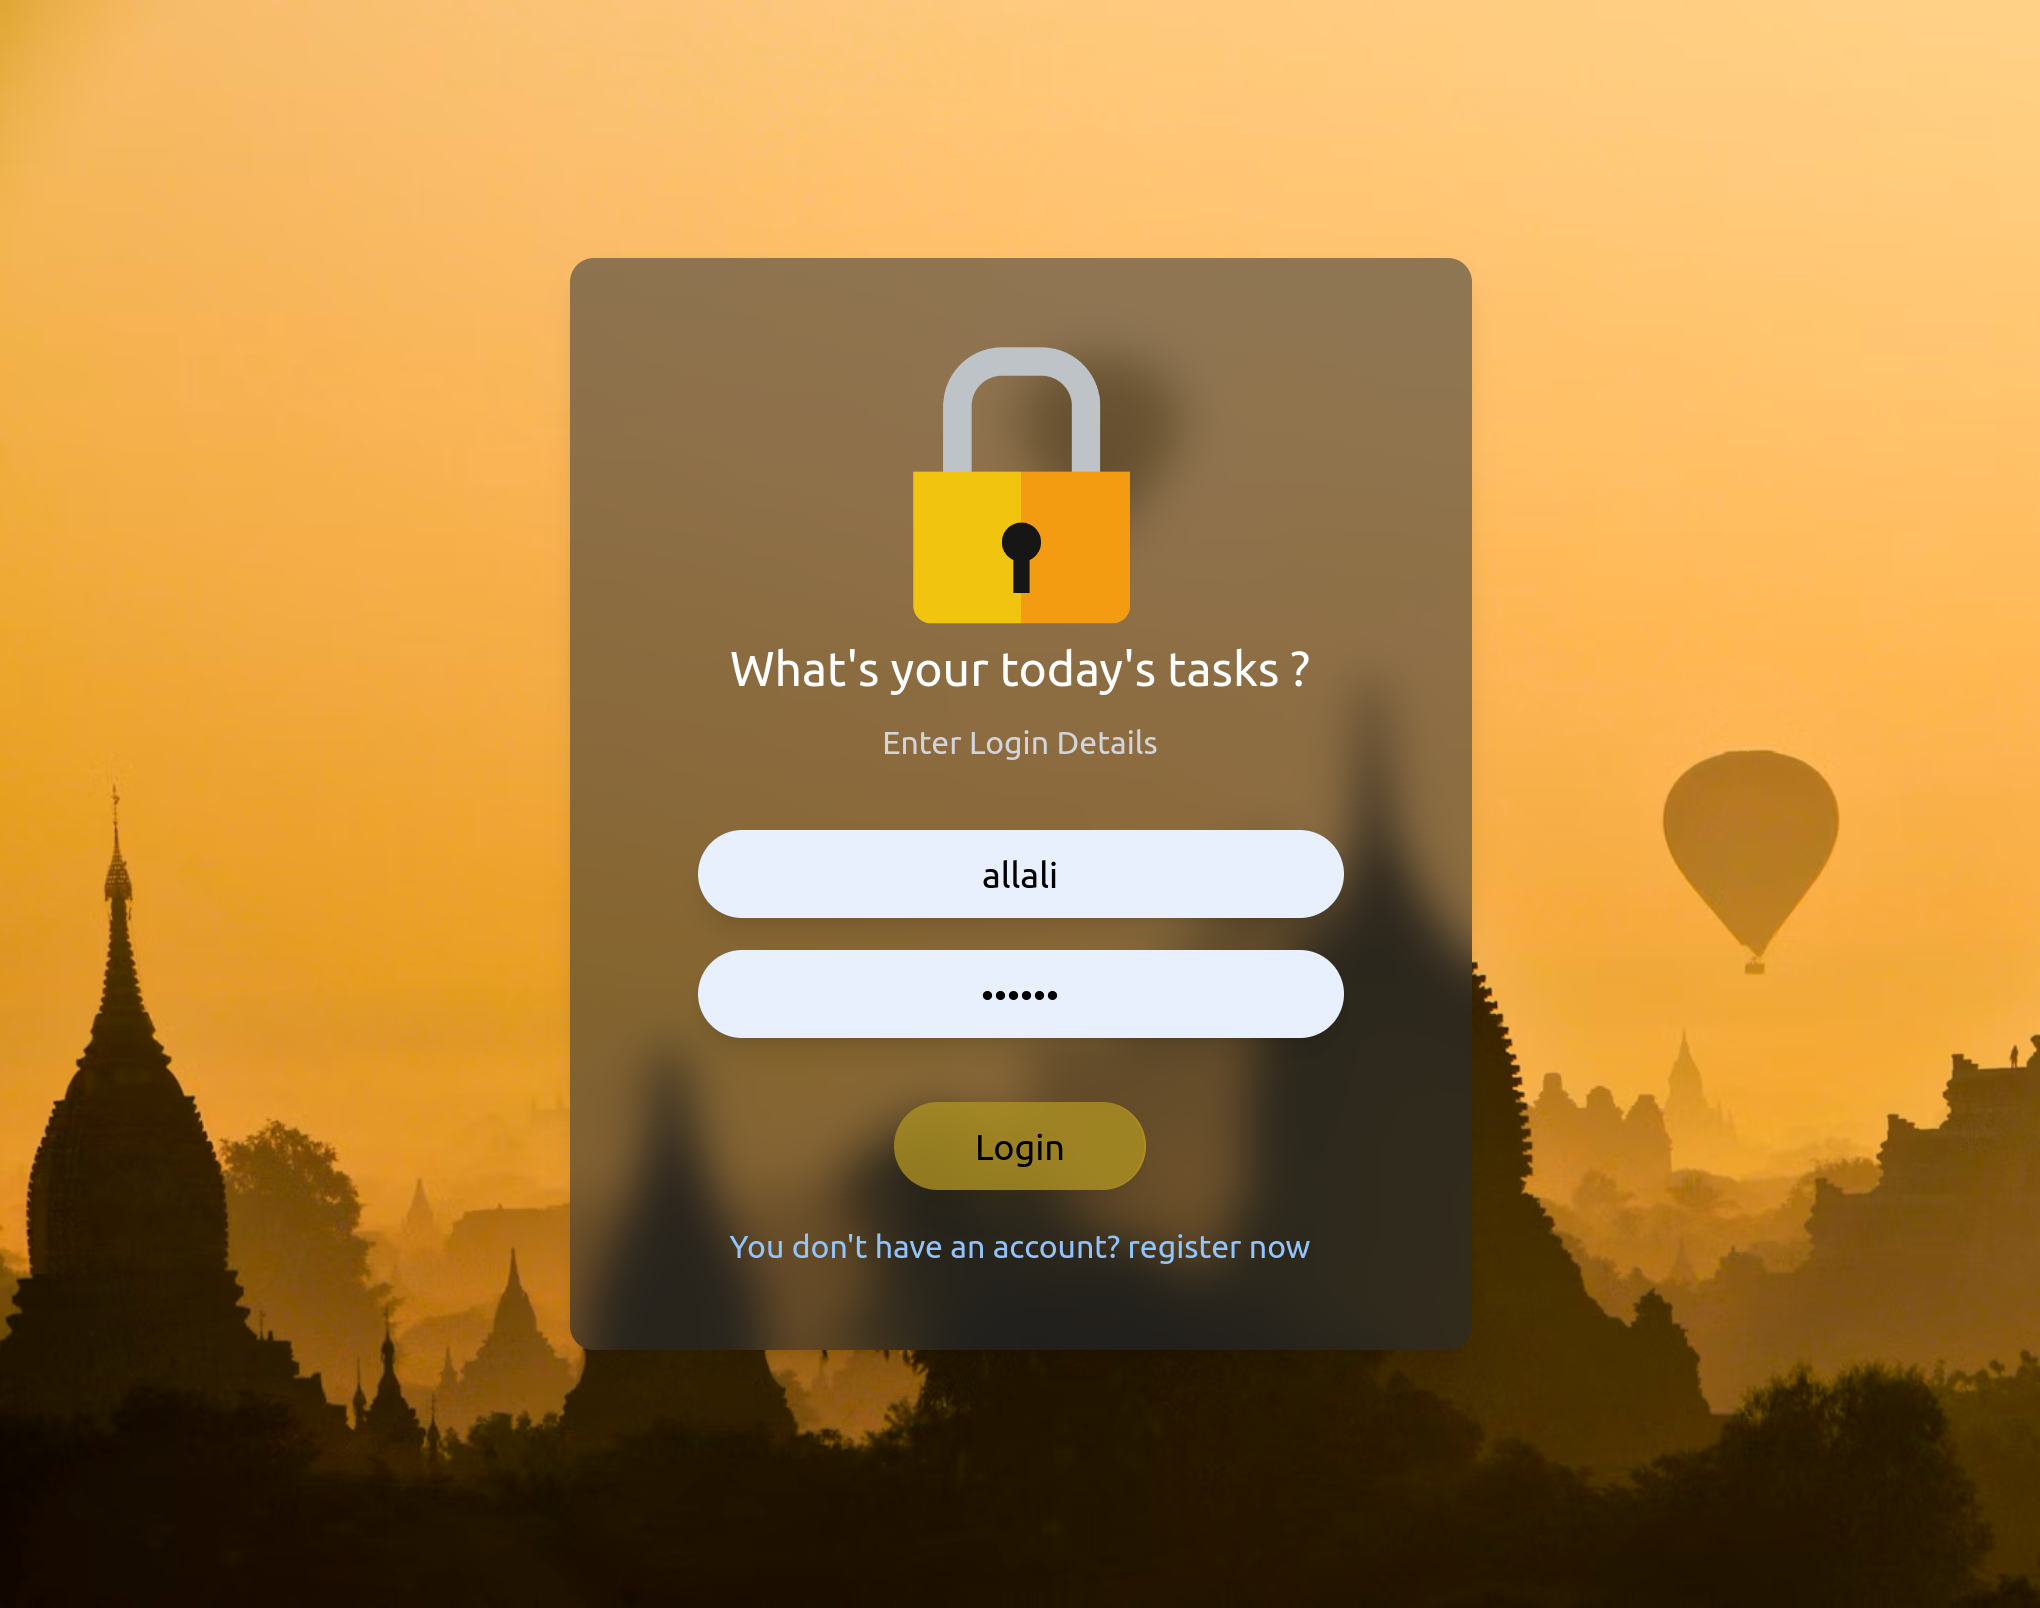 What's your today's tasks ?
Enter Login Details
allali
••••••
Login
You don't have an account? register now